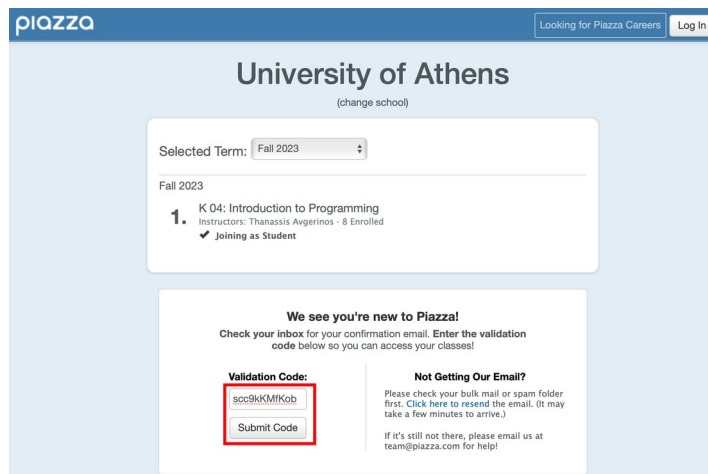 piazza
Looking for Piazza Careers
Log In
University of Athens
(change school)
Selected Term: Fall 2023
Fall 2023
1. K 04: Introduction to Programming
Instructors: Thanassis Avgerinos - 8 Enrolled
✔ Joining as Student
We see you're new to Piazza!
Check your inbox for your confirmation email. Enter the validation
code below so you can access your classes!
Validation Code:
scc9kKMfKob
Submit Code
Not Getting Our Email?
Please check your bulk mail or spam folder
first. Click here to resend the email. (It may
take a few minutes to arrive.)
If it's still not there, please email us at
team@piazza.com for help!